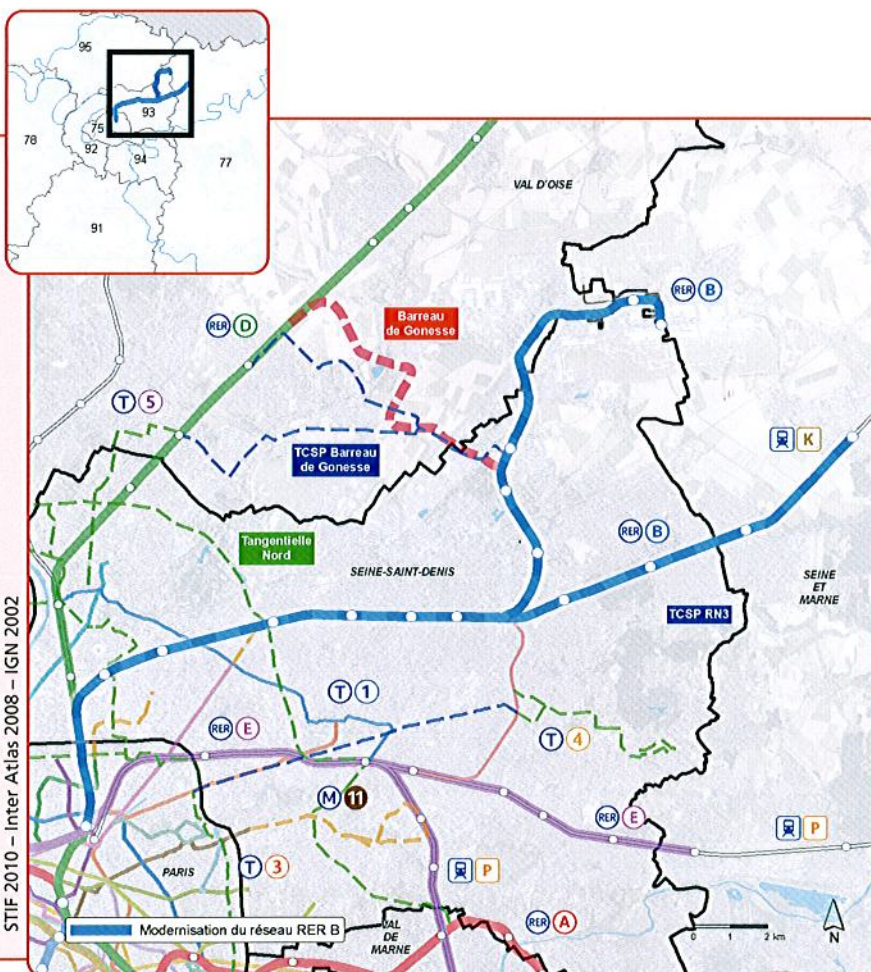 95
78
75
92
93
94
77
91
VAL D'OISE
RER B
RER D
Barreau
de Gonesse
T 5
K
TCSP Barreau
de Gonesse
RER B
Tangentielle
Nord
SEINE-SAINT-DENIS
SEINE
ET
MARNE
TCSP RN3
T 1
RER E
T 4
M 11
RER E
P
T 3
PARIS
P
RER A
VAL
DE
MARNE
Modernisation du réseau RER B
0 1 2 km
N
STIF 2010 – Inter Atlas 2008 – IGN 2002